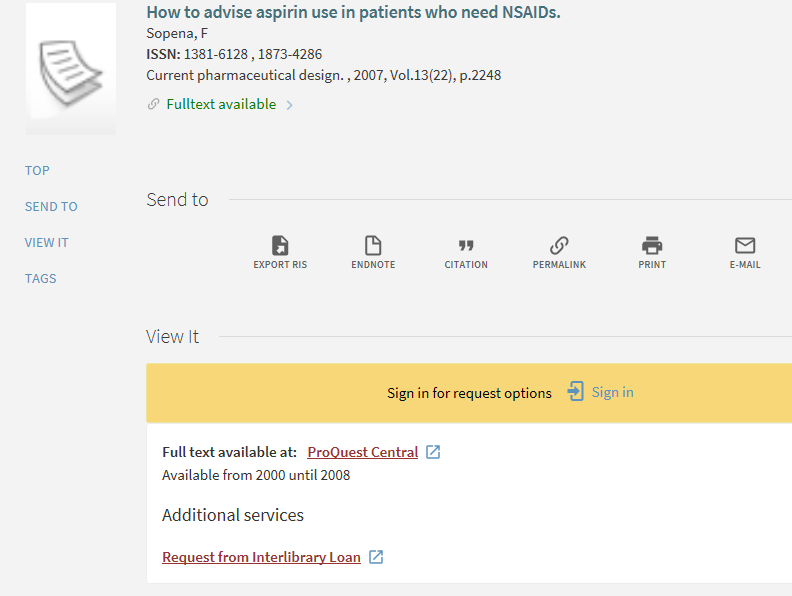 How to advise aspirin use in patients who need NSAIDs.
Sopena, F
ISSN: 1381-6128 , 1873-4286
Current pharmaceutical design. , 2007, Vol.13(22), p.2248
Fulltext available
TOP
SEND TO
VIEW IT
TAGS
Send to
EXPORT RIS
ENDNOTE
CITATION
PERMALINK
PRINT
E-MAIL
View It
Sign in for request options Sign in
Full text available at: ProQuest Central
Available from 2000 until 2008
Additional services
Request from Interlibrary Loan